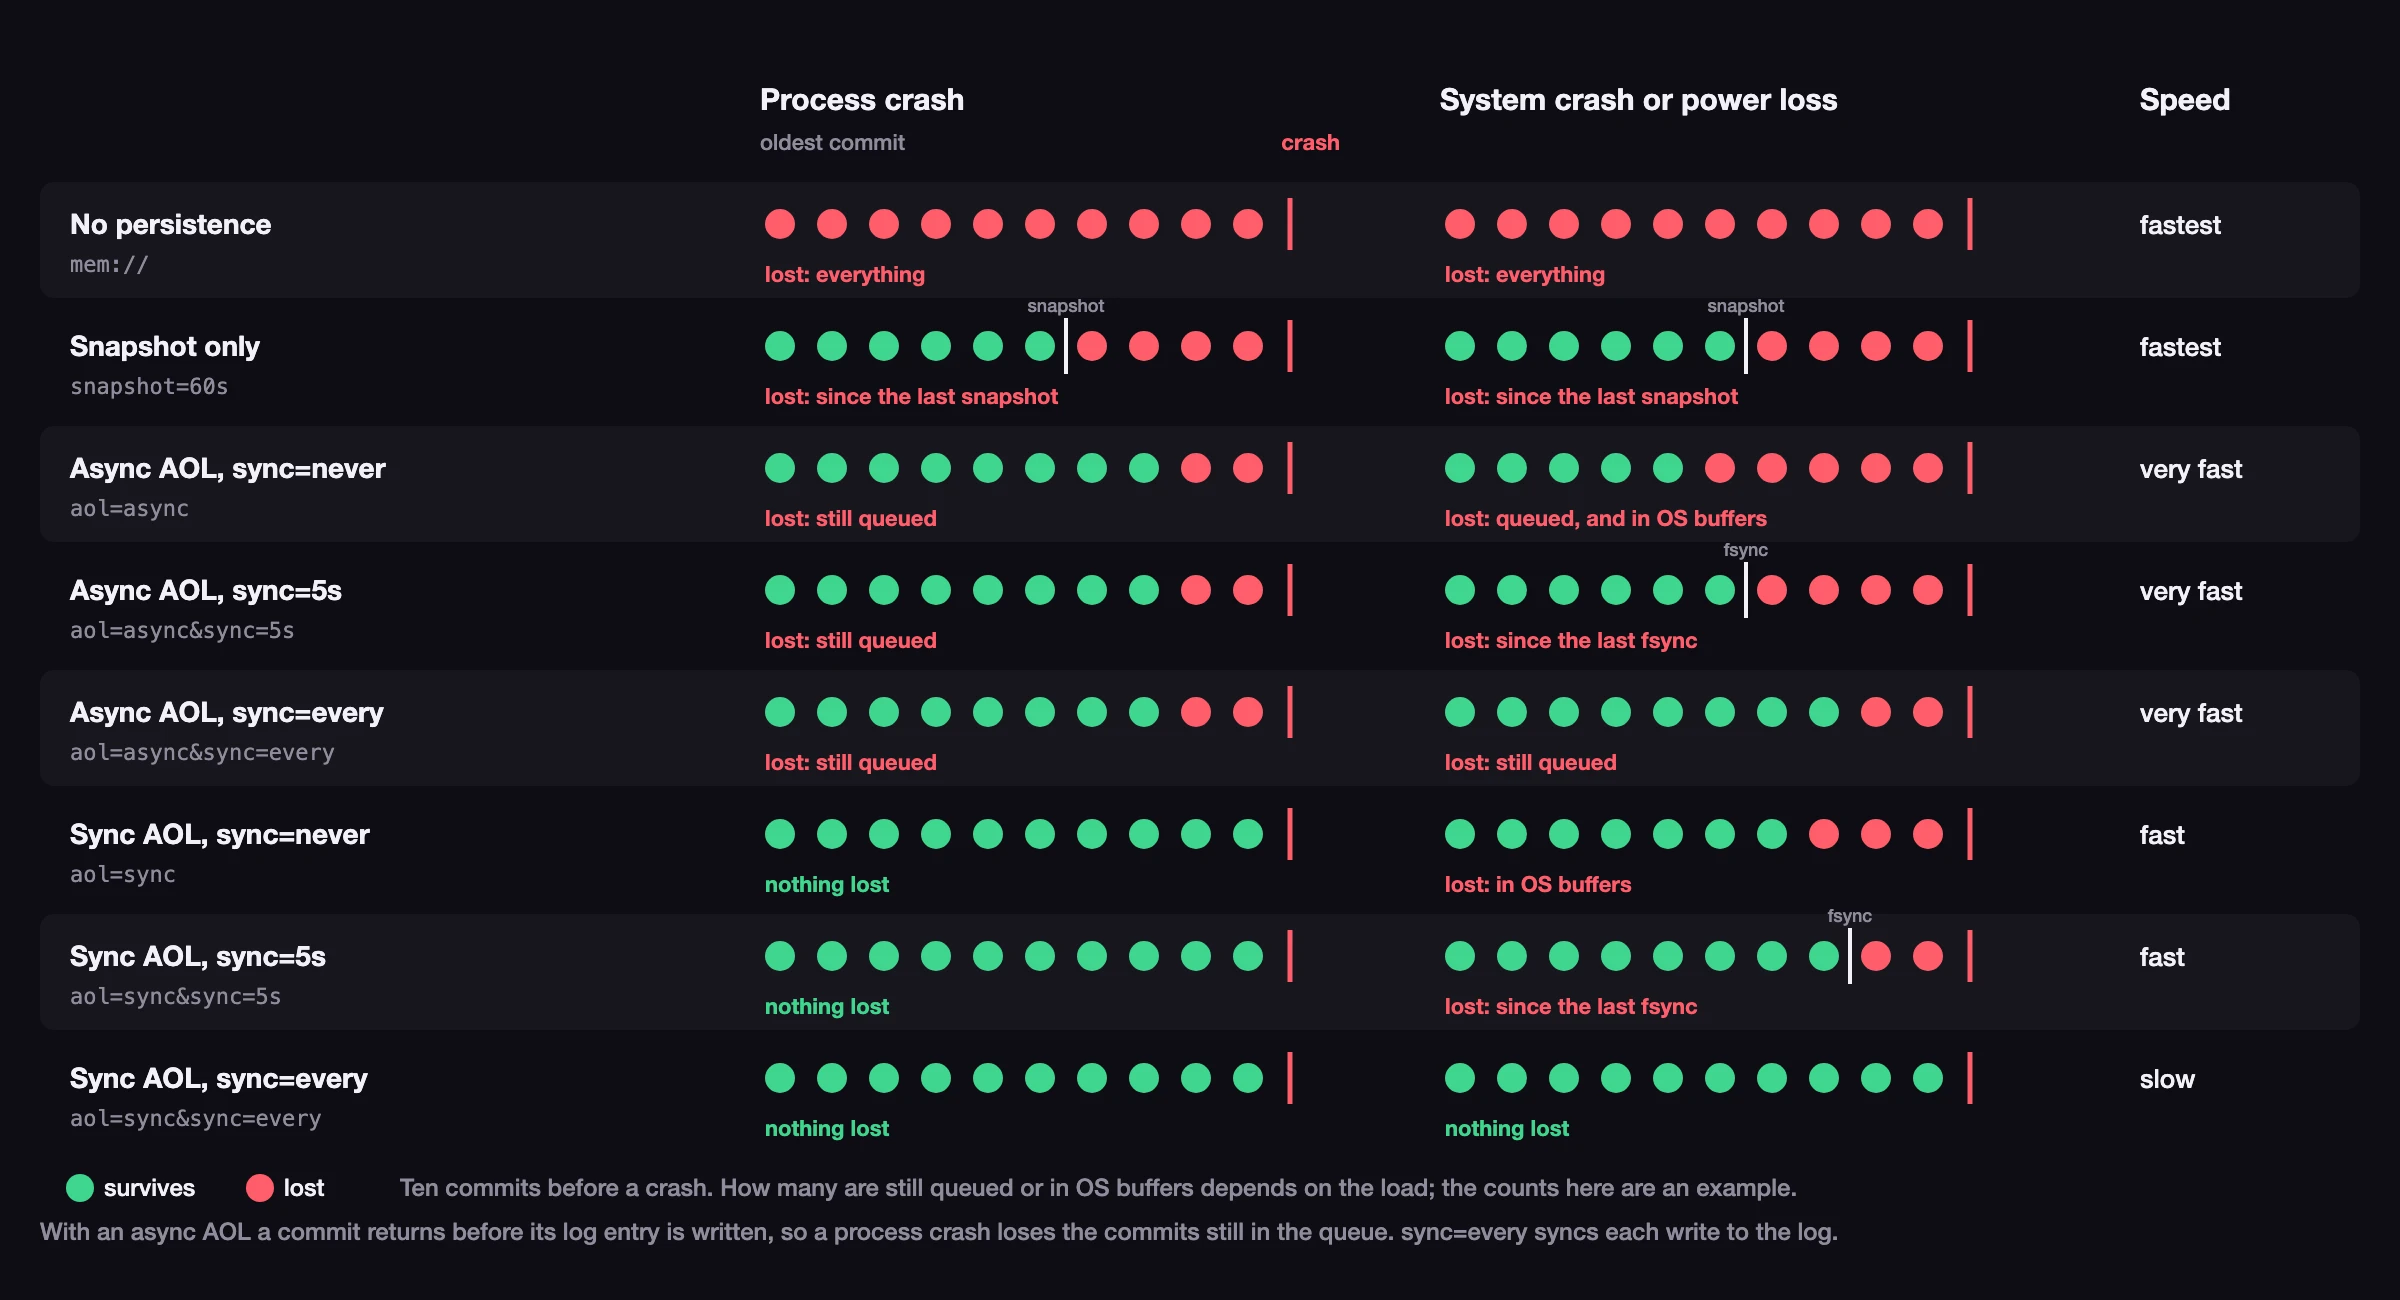 Process crash
System crash or power loss
Speed
oldest commit
crash
No persistence
mem://
lost: everything
lost: everything
fastest
snapshot
snapshot
Snapshot only
snapshot=60s
lost: since the last snapshot
lost: since the last snapshot
fastest
Async AOL, sync=never
aol=async
lost: still queued
lost: queued, and in OS buffers
very fast
fsync
Async AOL, sync=5s
aol=async&sync=5s
lost: still queued
lost: since the last fsync
very fast
Async AOL, sync=every
aol=async&sync=every
lost: still queued
lost: still queued
very fast
Sync AOL, sync=never
aol=sync
nothing lost
lost: in OS buffers
fast
fsync
Sync AOL, sync=5s
aol=sync&sync=5s
nothing lost
lost: since the last fsync
fast
Sync AOL, sync=every
aol=sync&sync=every
nothing lost
nothing lost
slow
survives
lost
Ten commits before a crash. How many are still queued or in OS buffers depends on the load; the counts here are an example.
With an async AOL a commit returns before its log entry is written, so a process crash loses the commits still in the queue. sync=every syncs each write to the log.